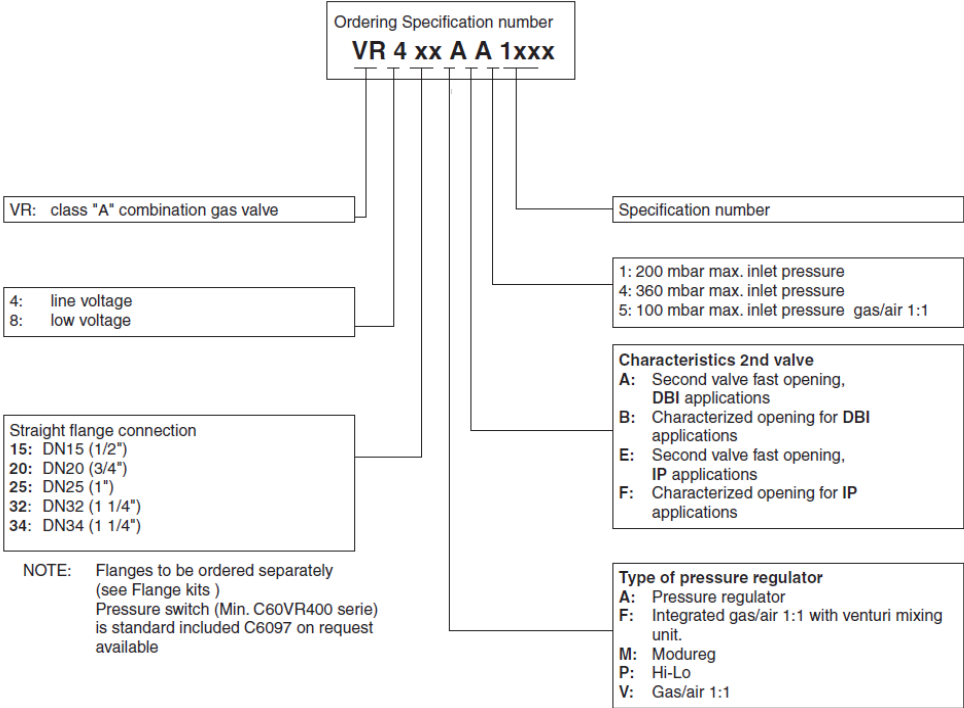 Ordering Specification number
VR 4 xx A A 1xxx
VR: class "A" combination gas valve
4: line voltage
8: low voltage
Straight flange connection
15: DN15 (1/2")
20: DN20 (3/4")
25: DN25 (1")
32: DN32 (1 1/4")
34: DN34 (1 1/4")
NOTE: Flanges to be ordered separately
(see Flange kits )
Pressure switch (Min. C60VR400 serie)
is standard included C6097 on request
available
Specification number
1: 200 mbar max. inlet pressure
4: 360 mbar max. inlet pressure
5: 100 mbar max. inlet pressure gas/air 1:1
Characteristics 2nd valve
A: Second valve fast opening,
DBI applications
B: Characterized opening for DBI
applications
E: Second valve fast opening,
IP applications
F: Characterized opening for IP
applications
Type of pressure regulator
A: Pressure regulator
F: Integrated gas/air 1:1 with venturi mixing
unit.
M: Modureg
P: Hi-Lo
V: Gas/air 1:1